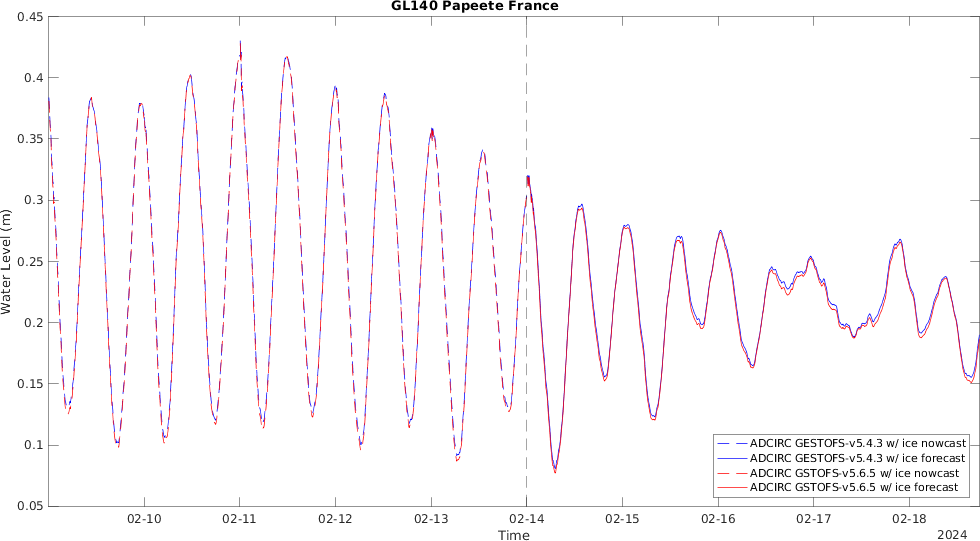 GL140 Papeete France
0.45
0.4
0.35
0.3
0.25
0.2
0.15
0.1
0.05
Water Level (m)
ADCIRC GESTOFS-v5.4.3 w/ ice nowcast
ADCIRC GESTOFS-v5.4.3 w/ ice forecast
ADCIRC GSTOFS-v5.6.5 w/ ice nowcast
ADCIRC GSTOFS-v5.6.5 w/ ice forecast
02-10 02-11 02-12 02-13 02-14 02-15 02-16 02-17 02-18
Time
2024